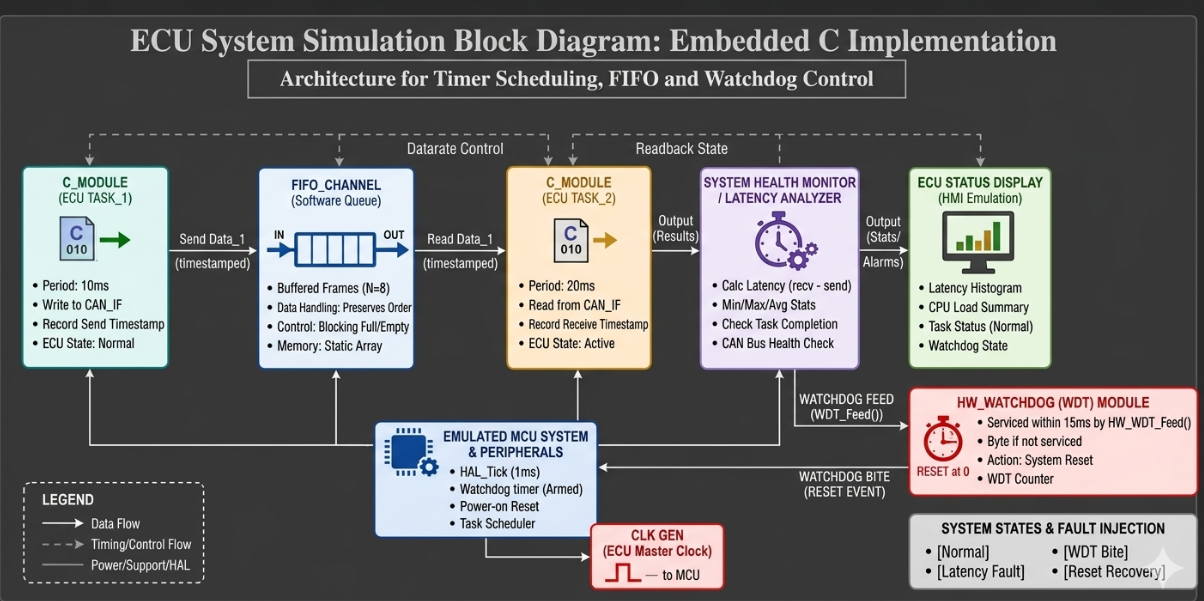 ECU System Simulation Block Diagram: Embedded C Implementation
Architecture for Timer Scheduling, FIFO and Watchdog Control
Datarate Control
Readback State
C_MODULE
(ECU TASK_1)
C
010
• Period: 10ms
• Write to CAN_IF
• Record Send Timestamp
• ECU State: Normal
Send Data_1
(timestamped)
FIFO_CHANNEL
(Software Queue)
IN
OUT
• Buffered Frames (N=8)
• Data Handling: Preserves Order
• Control: Blocking Full/Empty
• Memory: Static Array
Read Data_1
(timestamped)
C_MODULE
(ECU TASK_2)
C
010
• Period: 20ms
• Read from CAN_IF
• Record Receive Timestamp
• ECU State: Active
Output
(Results)
SYSTEM HEALTH MONITOR
/ LATENCY ANALYZER
• Calc Latency (recv - send)
• Min/Max/Avg Stats
• Check Task Completion
• CAN Bus Health Check
Output
(Stats/
Alarms)
ECU STATUS DISPLAY
(HMI Emulation)
• Latency Histogram
• CPU Load Summary
• Task Status (Normal)
• Watchdog State
EMULATED MCU SYSTEM
& PERIPHERALS
• HAL_Tick (1ms)
• Watchdog timer (Armed)
• Power-on Reset
• Task Scheduler
WATCHDOG FEED
(WDT_Feed())
WATCHDOG BITE
(RESET EVENT)
HW_WATCHDOG (WDT) MODULE
RESET at 0
• Serviced within 15ms by HW_WDT_Feed()
• Byte if not serviced
• Action: System Reset
• WDT Counter
LEGEND
Data Flow
Timing/Control Flow
Power/Support/HAL
CLK GEN
(ECU Master Clock)
— to MCU
SYSTEM STATES & FAULT INJECTION
• [Normal]
• [Latency Fault]
• [WDT Bite]
• [Reset Recovery]